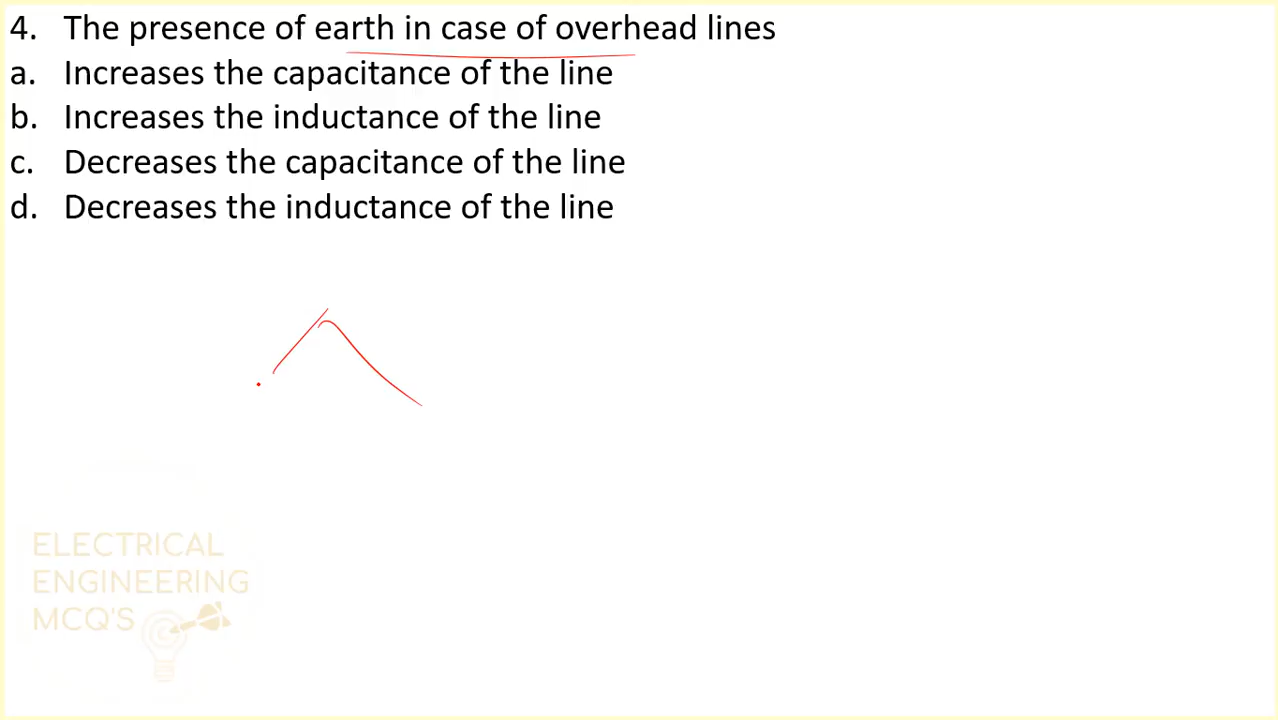 4. The presence of earth in case of overhead lines
a. Increases the capacitance of the line
b. Increases the inductance of the line
c. Decreases the capacitance of the line
d. Decreases the inductance of the line
ELECTRICAL
ENGINEERING
MCQ'S